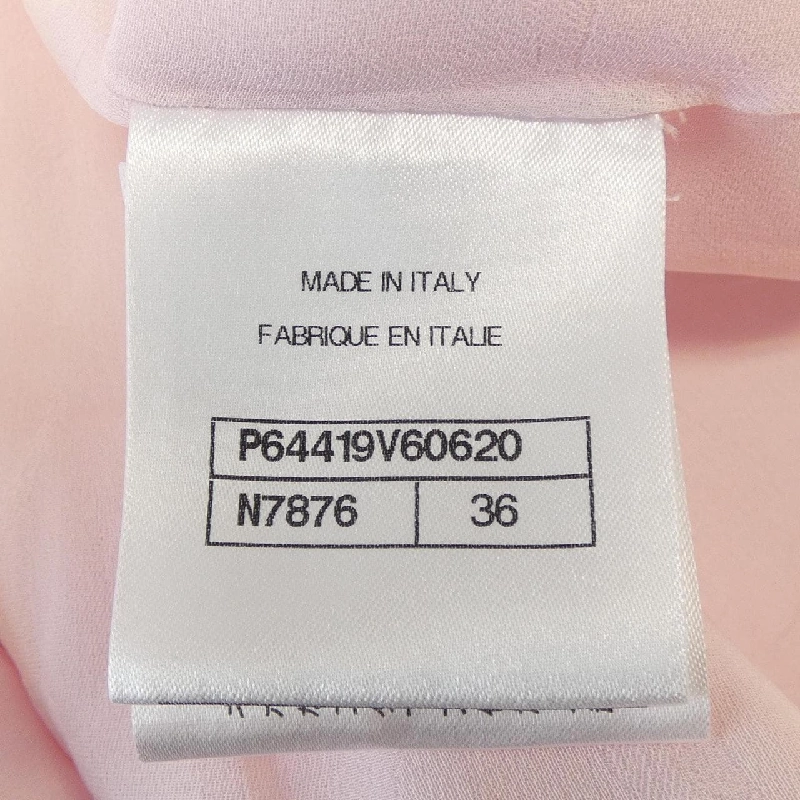 MADE IN ITALY
FABRIQUE EN ITALIE
P64419V60620
N7876 36